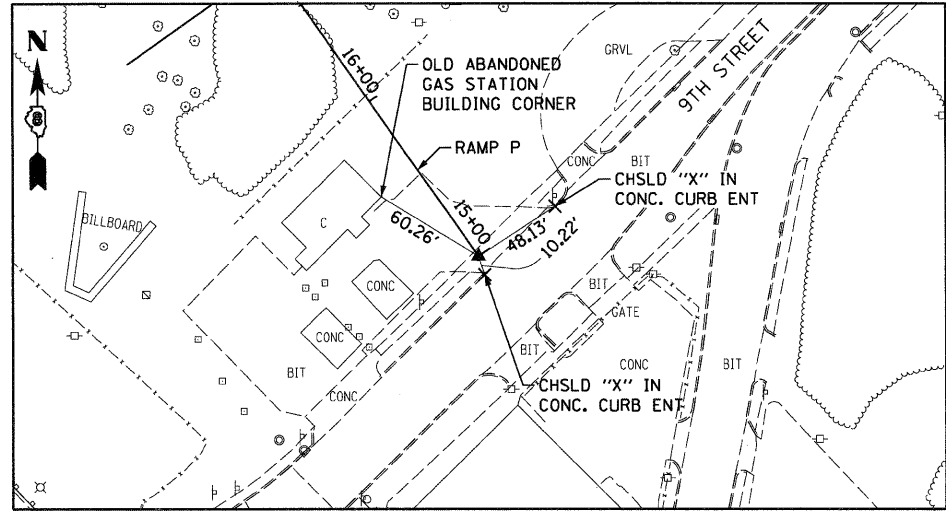 N
OLD ABANDONED
GAS STATION
BUILDING CORNER
16+00
RAMP P
GRVL
9TH STREET
CONC
BIT
CHSLD "X" IN
CONC. CURB ENT
15+00
60.26'
48.13'
10.22'
C
BILLBOARD
CONC
CONC
BIT
CONC
BIT
GATE
BIT
CONC
BIT
CHSLD "X" IN
CONC. CURB ENT